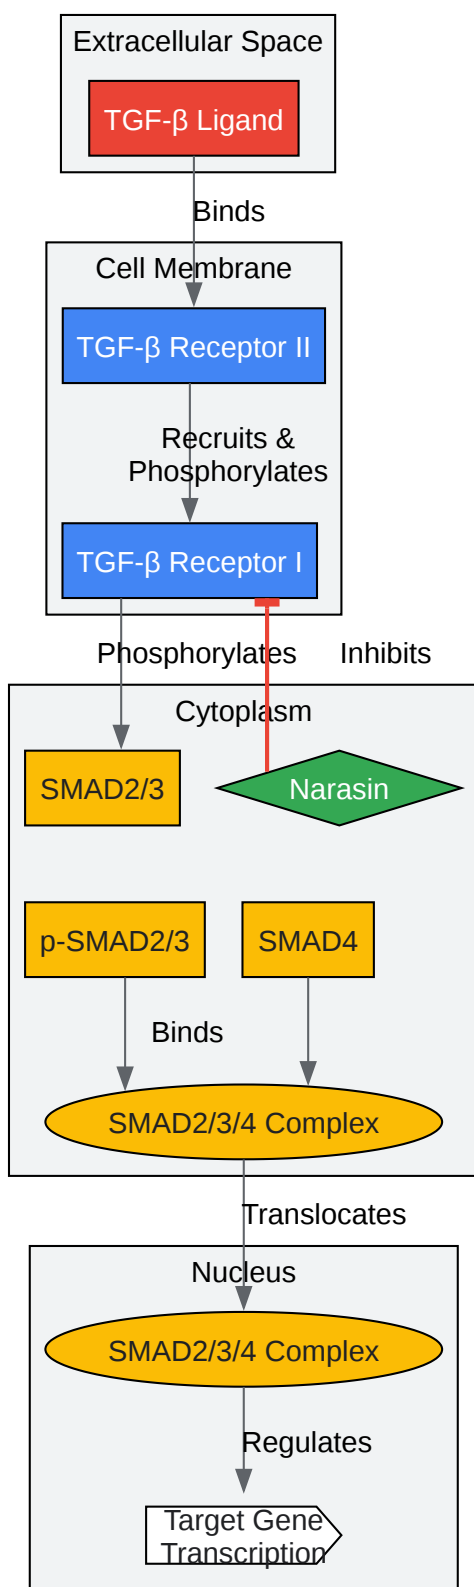 Extracellular Space
TGF-β Ligand
Binds
Cell Membrane
TGF-β Receptor II
Recruits &
Phosphorylates
TGF-β Receptor I
Phosphorylates
Inhibits
Cytoplasm
SMAD2/3
Narasin
p-SMAD2/3
SMAD4
Binds
SMAD2/3/4 Complex
Translocates
Nucleus
SMAD2/3/4 Complex
Regulates
Target Gene
Transcription